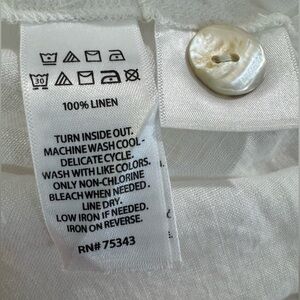 30
100% LINEN
TURN INSIDE OUT.
MACHINE WASH COOL-
DELICATE CYCLE.
WASH WITH LIKE COLORS.
ONLY NON-CHLORINE
BLEACH WHEN NEEDED.
LINE DRY.
LOW IRON IF NEEDED.
IRON ON REVERSE.
RN# 75343